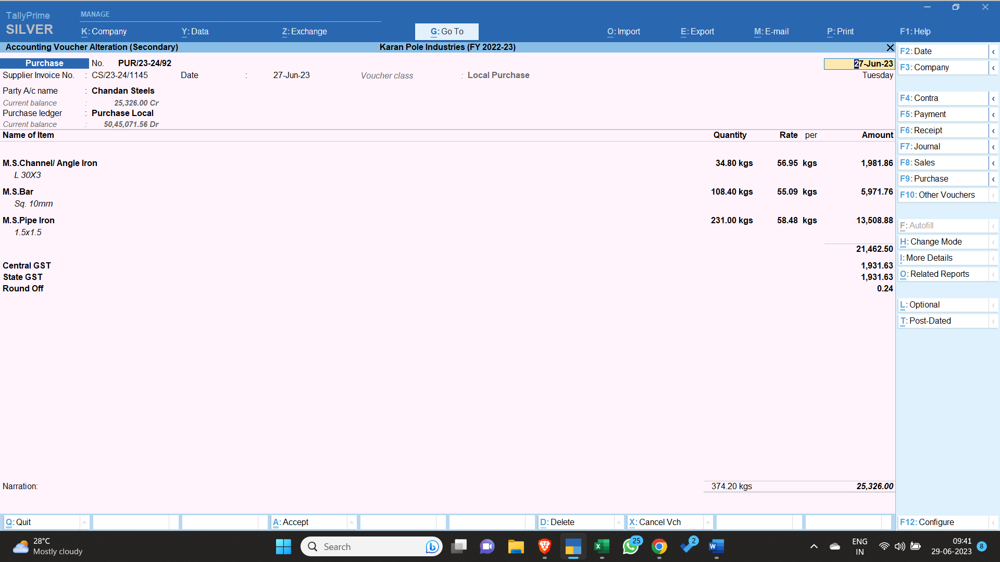 TallyPrime
SILVER
MANAGE
K: Company
Y: Data
Z: Exchange
G: Go To
O: Import
E: Export
M: E-mail
P: Print
F1: Help
Accounting Voucher Alteration (Secondary)
Karan Pole Industries (FY 2022-23)
Purchase No. PUR/23-24/92
27-Jun-23
Supplier Invoice No. : CS/23-24/1145 Date : 27-Jun-23 Voucher class : Local Purchase
Tuesday
Party A/c name : Chandan Steels
Current balance : 25,326.00 Cr
Purchase ledger : Purchase Local
Current balance : 50,45,071.56 Dr
Name of Item Quantity Rate per Amount
M.S.Channel/ Angle Iron 34.80 kgs 56.95 kgs 1,981.86
L 30X3
M.S.Bar 108.40 kgs 55.09 kgs 5,971.76
Sq. 10mm
M.S.Pipe Iron 231.00 kgs 58.48 kgs 13,508.88
1.5x1.5
21,462.50
Central GST 1,931.63
State GST 1,931.63
Round Off 0.24
Narration: 374.20 kgs 25,326.00
F2: Date
F3: Company
F4: Contra
F5: Payment
F6: Receipt
F7: Journal
F8: Sales
F9: Purchase
F10: Other Vouchers
F: Autofill
H: Change Mode
I: More Details
O: Related Reports
L: Optional
T: Post-Dated
F12: Configure
Q: Quit
A: Accept
D: Delete
X: Cancel Vch
28°C
Mostly cloudy
Search
25
2
ENG
IN
09:41
29-06-2023
8